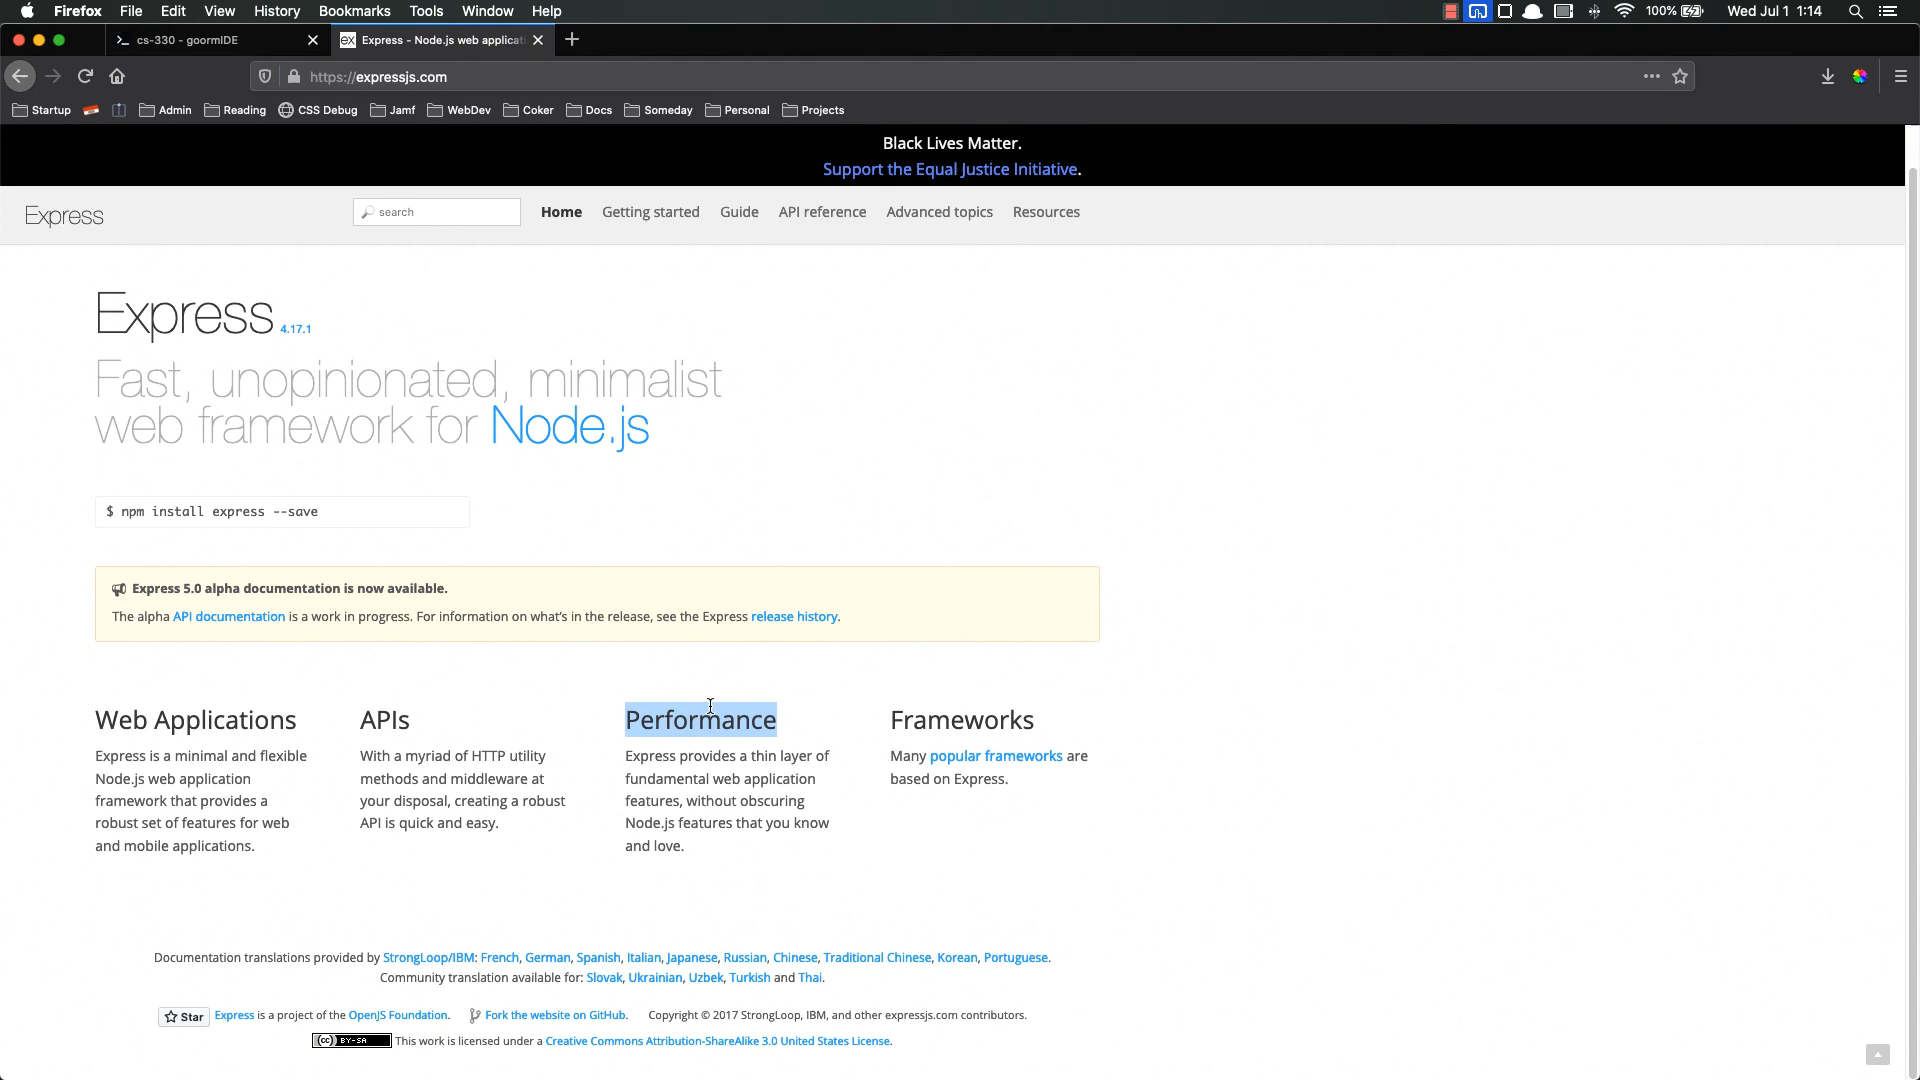 Firefox File Edit View History Bookmarks Tools Window Help 100% Wed Jul 1 1:14
cs-330 - goormIDE
ex Express - Node.js web applicati
https://expressjs.com
Startup Admin Reading CSS Debug Jamf WebDev Coker Docs Someday Personal Projects
Black Lives Matter.
Support the Equal Justice Initiative.
Express
search
Home Getting started Guide API reference Advanced topics Resources
Express 4.17.1
Fast, unopinionated, minimalist
web framework for Node.js
$ npm install express --save
Express 5.0 alpha documentation is now available.
The alpha API documentation is a work in progress. For information on what's in the release, see the Express release history.
Web Applications
Express is a minimal and flexible
Node.js web application
framework that provides a
robust set of features for web
and mobile applications.
APIs
With a myriad of HTTP utility
methods and middleware at
your disposal, creating a robust
API is quick and easy.
Performance
Express provides a thin layer of
fundamental web application
features, without obscuring
Node.js features that you know
and love.
Frameworks
Many popular frameworks are
based on Express.
Documentation translations provided by StrongLoop/IBM: French, German, Spanish, Italian, Japanese, Russian, Chinese, Traditional Chinese, Korean, Portuguese.
Community translation available for: Slovak, Ukrainian, Uzbek, Turkish and Thai.
Star Express is a project of the OpenJS Foundation. Fork the website on GitHub. Copyright © 2017 StrongLoop, IBM, and other expressjs.com contributors.
(cc) BY-SA This work is licensed under a Creative Commons Attribution-ShareAlike 3.0 United States License.